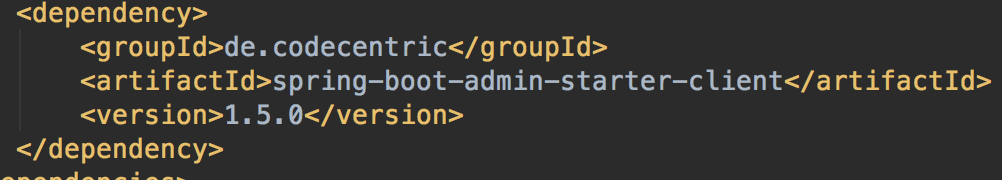 <dependency>
<groupId>de.codecentric</groupId>
<artifactId>spring-boot-admin-starter-client</artifactId>
<version>1.5.0</version>
</dependency>